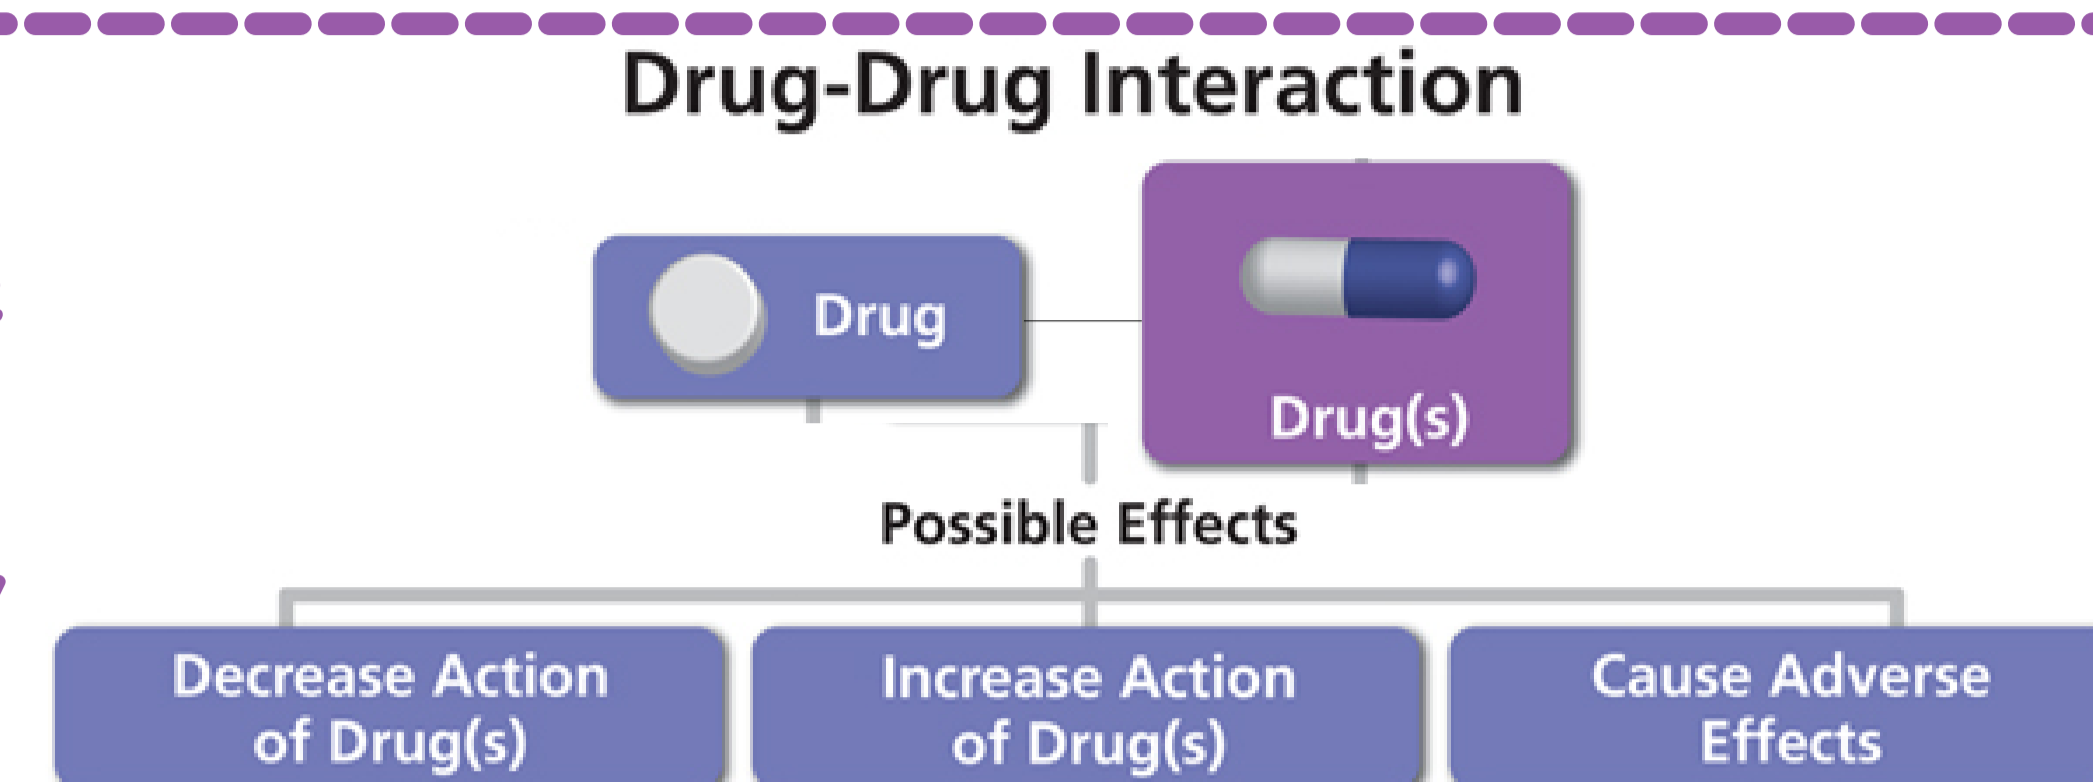 Drug-Drug Interaction
Drug
Drug(s)
Possible Effects
Decrease Action
of Drug(s)
Increase Action
of Drug(s)
Cause Adverse
Effects